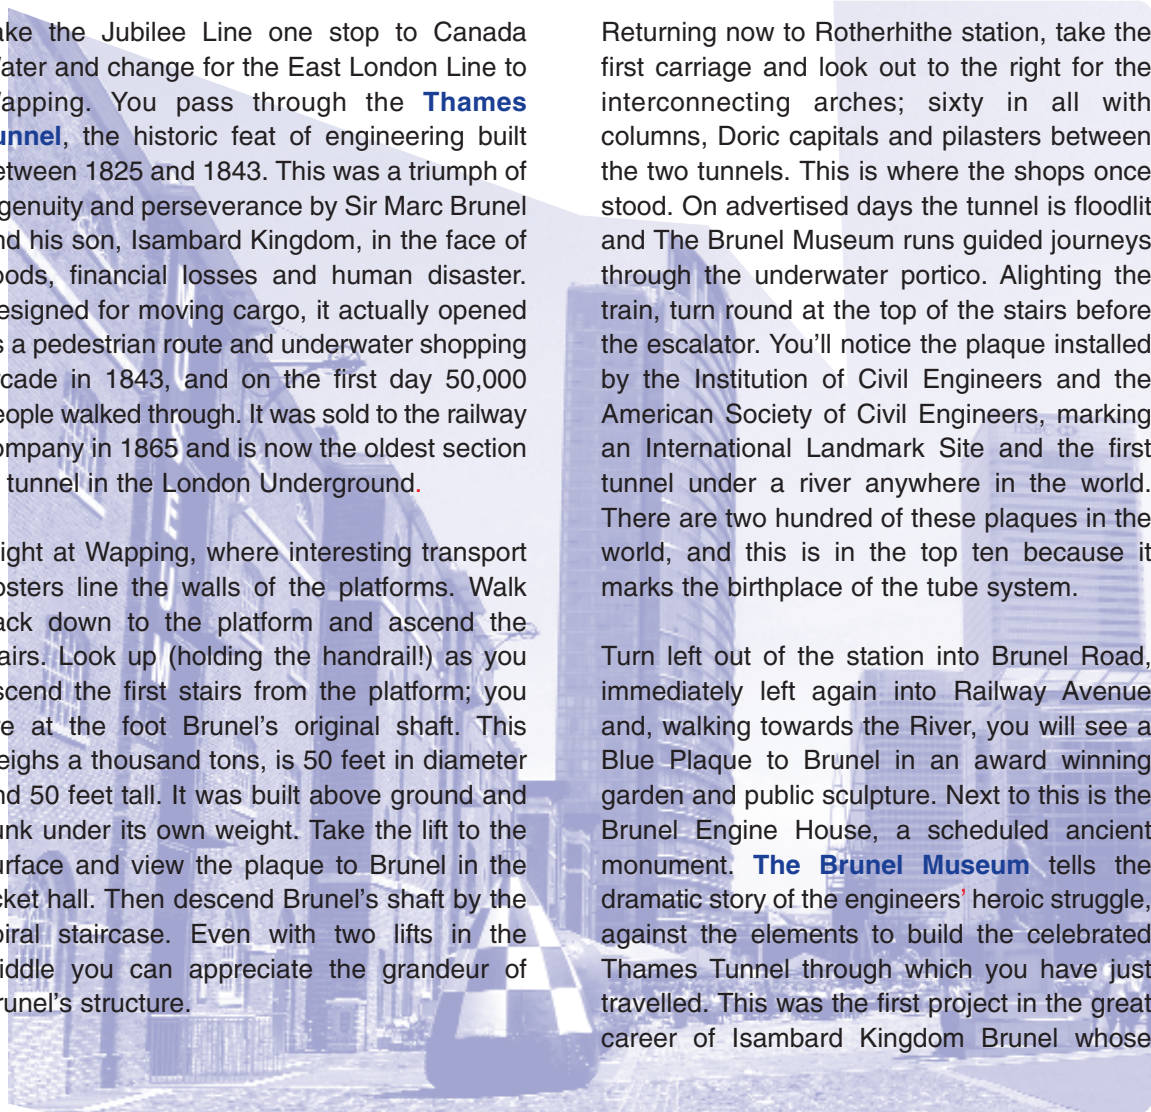 ake the Jubilee Line one stop to Canada
ater and change for the East London Line to
apping. You pass through the Thames
unnel, the historic feat of engineering built
etween 1825 and 1843. This was a triumph of
genuity and perseverance by Sir Marc Brunel
nd his son, Isambard Kingdom, in the face of
oods, financial losses and human disaster.
esigned for moving cargo, it actually opened
s a pedestrian route and underwater shopping
rcade in 1843, and on the first day 50,000
eople walked through. It was sold to the railway
ompany in 1865 and is now the oldest section
tunnel in the London Underground.
ight at Wapping, where interesting transport
osters line the walls of the platforms. Walk
ack down to the platform and ascend the
airs. Look up (holding the handrail!) as you
scend the first stairs from the platform; you
re at the foot Brunel's original shaft. This
eighs a thousand tons, is 50 feet in diameter
nd 50 feet tall. It was built above ground and
unk under its own weight. Take the lift to the
urface and view the plaque to Brunel in the
cket hall. Then descend Brunel's shaft by the
piral staircase. Even with two lifts in the
iddle you can appreciate the grandeur of
runel's structure.
Returning now to Rotherhithe station, take the
first carriage and look out to the right for the
interconnecting arches; sixty in all with
columns, Doric capitals and pilasters between
the two tunnels. This is where the shops once
stood. On advertised days the tunnel is floodlit
and The Brunel Museum runs guided journeys
through the underwater portico. Alighting the
train, turn round at the top of the stairs before
the escalator. You'll notice the plaque installed
by the Institution of Civil Engineers and the
American Society of Civil Engineers, marking
an International Landmark Site and the first
tunnel under a river anywhere in the world.
There are two hundred of these plaques in the
world, and this is in the top ten because it
marks the birthplace of the tube system.
Turn left out of the station into Brunel Road,
immediately left again into Railway Avenue
and, walking towards the River, you will see a
Blue Plaque to Brunel in an award winning
garden and public sculpture. Next to this is the
Brunel Engine House, a scheduled ancient
monument. The Brunel Museum tells the
dramatic story of the engineers' heroic struggle,
against the elements to build the celebrated
Thames Tunnel through which you have just
travelled. This was the first project in the great
career of Isambard Kingdom Brunel whose
MUSEUM
HSBC